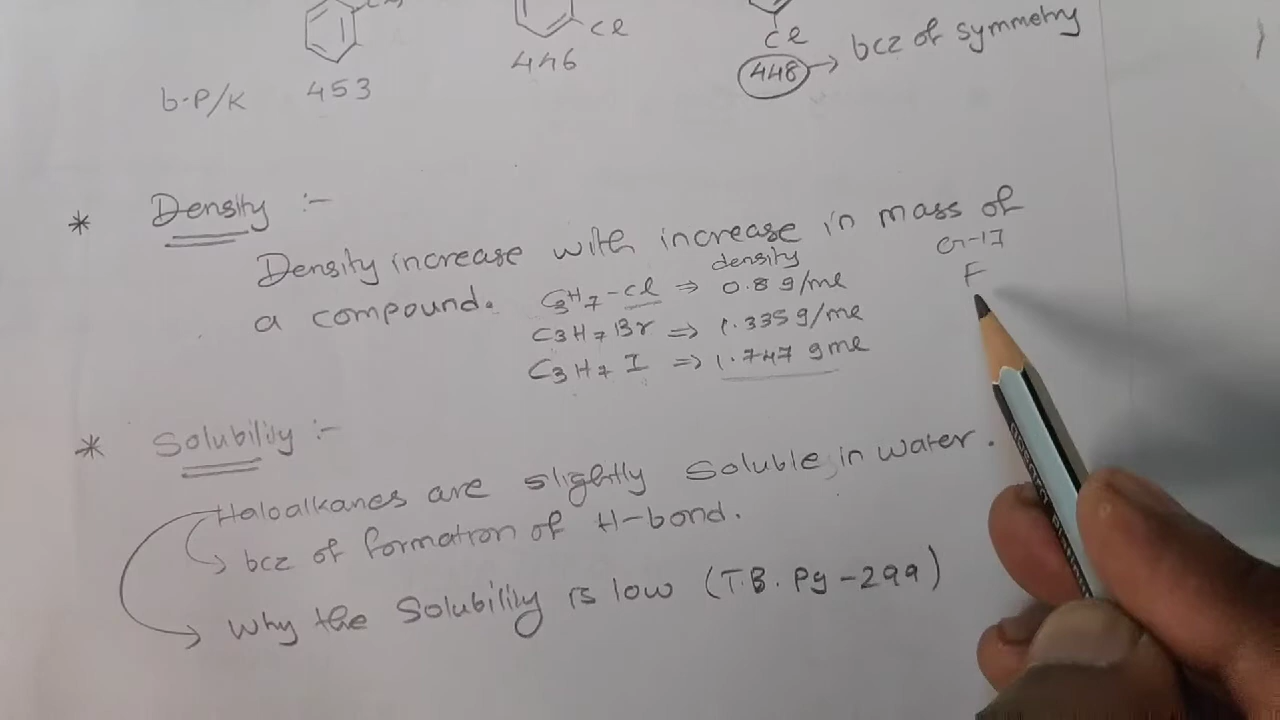 Cl
446
Cl
448 → bcz of symmetry
b.P/K 453
* Density :-
Density increase with increase in mass of
a compound.
density
C3H7-Cl ⇒ 0.89 g/ml
C3H7Br ⇒ 1.335 g/ml
C3H7I ⇒ 1.747 gml
Gr-17
F
* Solubility :-
Haloalkanes are slightly soluble in water.
bcz of formation of H-bond.
Why the Solubility is low (T.B. Pg-299)